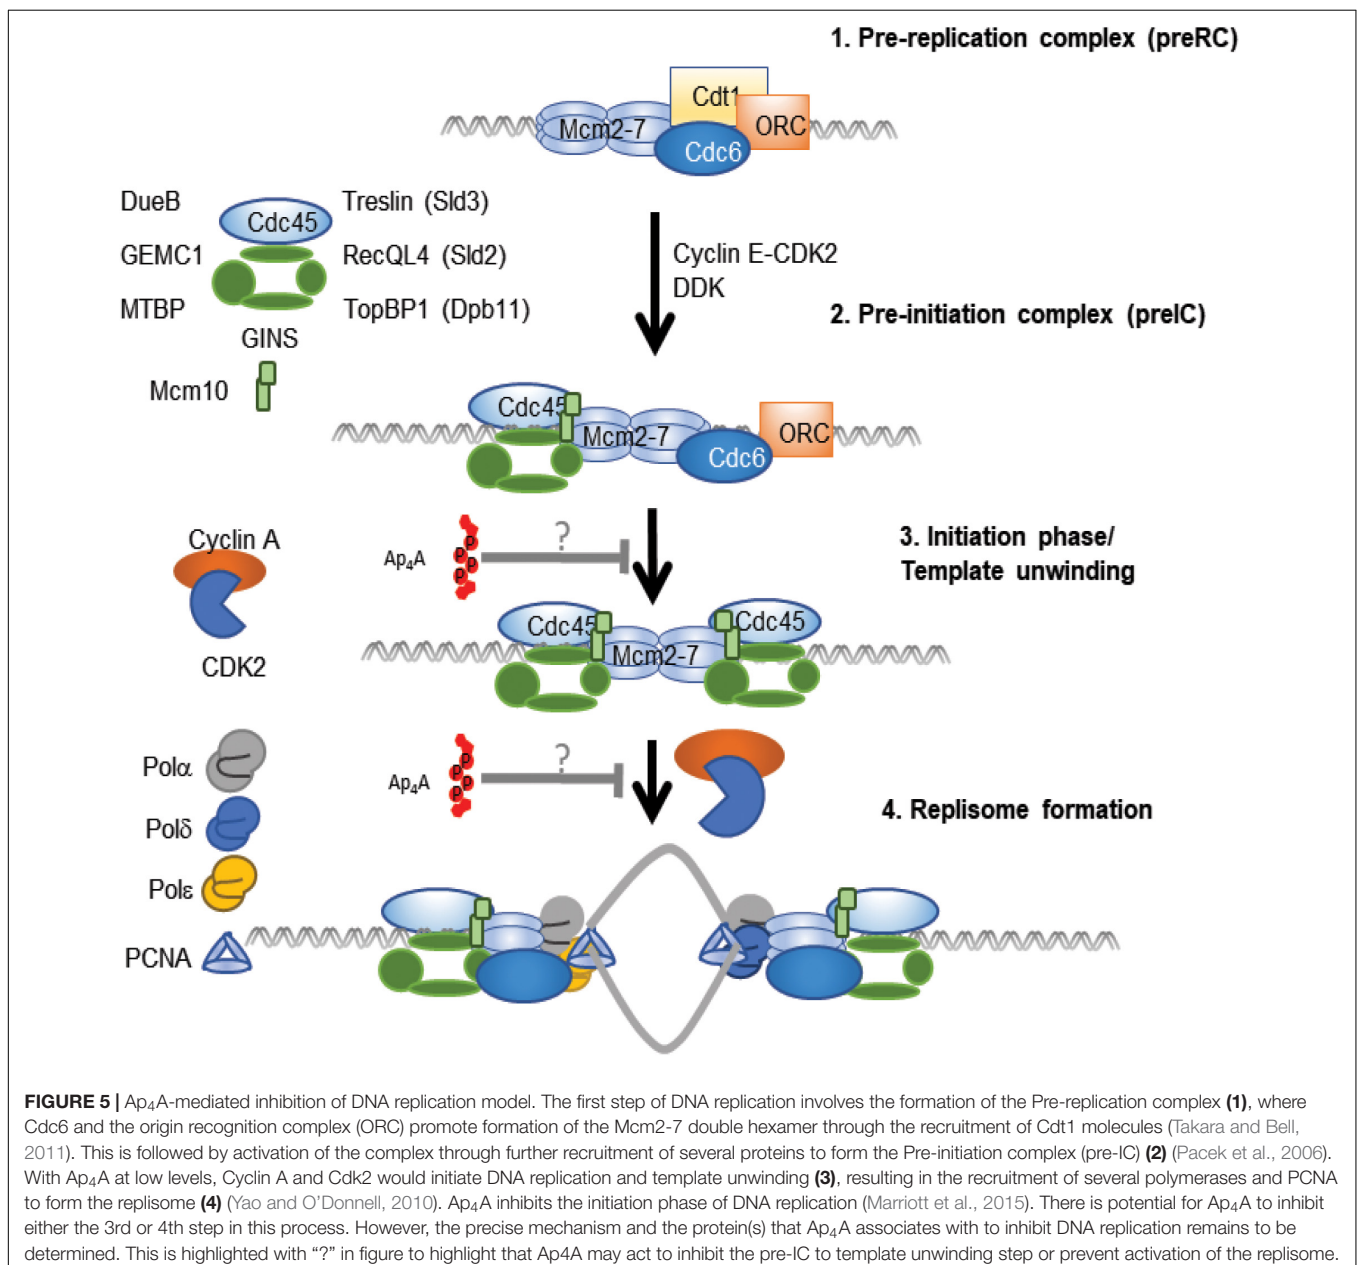 1. Pre-replication complex (preRC)
Cdt1
Mcm2-7
ORC
Cdc6
DueB
Cdc45
Treslin (Sld3)
GEMC1
RecQL4 (Sld2)
MTBP
TopBP1 (Dpb11)
GINS
Mcm10
Cyclin E-CDK2
DDK
2. Pre-initiation complex (preIC)
Cdc45
Mcm2-7
Cdc6
ORC
Cyclin A
CDK2
Ap₄A
P
P
P
P
?
3. Initiation phase/
Template unwinding
Cdc45
Mcm2-7
Cdc45
Polα
Polδ
Polε
PCNA
Ap₄A
P
P
P
P
?
4. Replisome formation
FIGURE 5 | Ap₄A-mediated inhibition of DNA replication model. The first step of DNA replication involves the formation of the Pre-replication complex (1), where
Cdc6 and the origin recognition complex (ORC) promote formation of the Mcm2-7 double hexamer through the recruitment of Cdt1 molecules (Takara and Bell,
2011). This is followed by activation of the complex through further recruitment of several proteins to form the Pre-initiation complex (pre-IC) (2) (Pacek et al., 2006).
With Ap₄A at low levels, Cyclin A and Cdk2 would initiate DNA replication and template unwinding (3), resulting in the recruitment of several polymerases and PCNA
to form the replisome (4) (Yao and O’Donnell, 2010). Ap₄A inhibits the initiation phase of DNA replication (Marriott et al., 2015). There is potential for Ap₄A to inhibit
either the 3rd or 4th step in this process. However, the precise mechanism and the protein(s) that Ap₄A associates with to inhibit DNA replication remains to be
determined. This is highlighted with “?” in figure to highlight that Ap4A may act to inhibit the pre-IC to template unwinding step or prevent activation of the replisome.